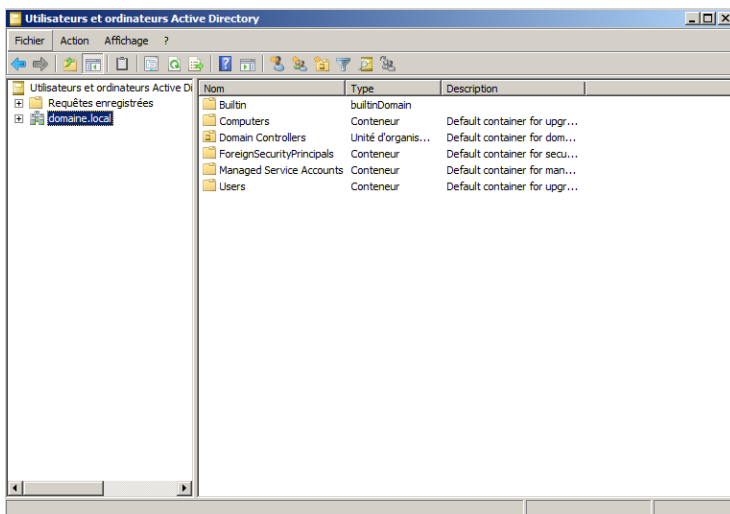 Utilisateurs et ordinateurs Active Directory
Fichier Action Affichage ?
Utilisateurs et ordinateurs Active Di
Requêtes enregistrées
domaine.local
Nom Type Description
Builtin builtinDomain
Computers Conteneur Default container for upgr...
Domain Controllers Unité d'organis... Default container for dom...
ForeignSecurityPrincipals Conteneur Default container for secu...
Managed Service Accounts Conteneur Default container for man...
Users Conteneur Default container for upgr...